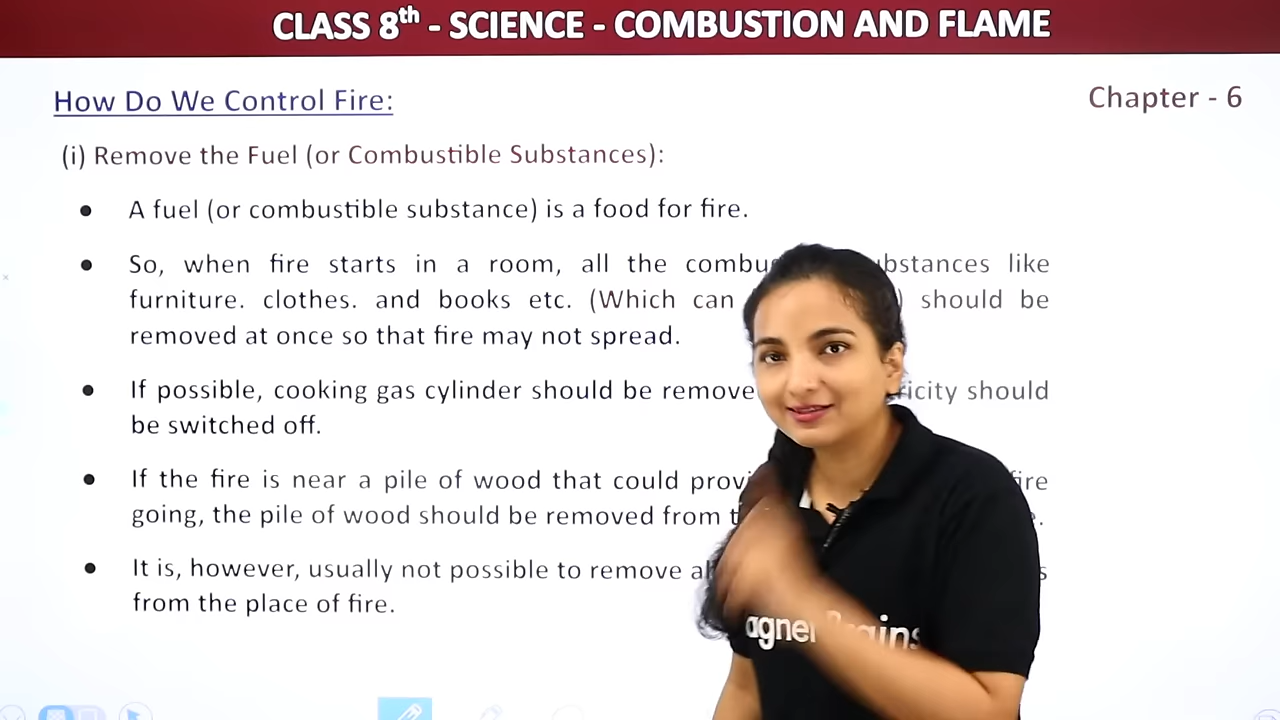 CLASS 8th - SCIENCE - COMBUSTION AND FLAME
How Do We Control Fire:
Chapter - 6
(i) Remove the Fuel (or Combustible Substances):
● A fuel (or combustible substance) is a food for fire.
● So, when fire starts in a room, all the like
furniture. clothes. and books etc. (Which can should be
removed at once so that fire may not spread.
● If possible, cooking gas cylinder should be should
be switched off.
● If the fire is near a pile of wood that could fire
going, the pile of wood should be removed from
● It is, however, usually not possible to remove
from the place of fire.